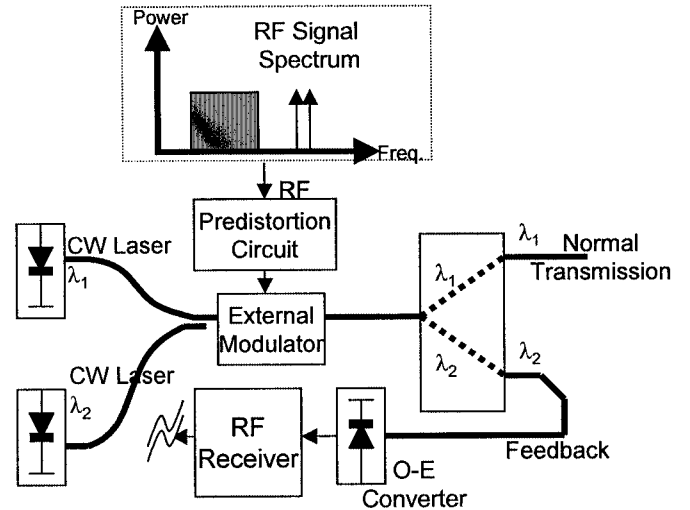 Power
RF Signal
Spectrum
Freq.
RF
Predistortion
Circuit
CW Laser
λ1
External
Modulator
λ1
λ2
λ1
Normal
Transmission
CW Laser
λ2
λ2
RF
Receiver
O-E
Converter
Feedback